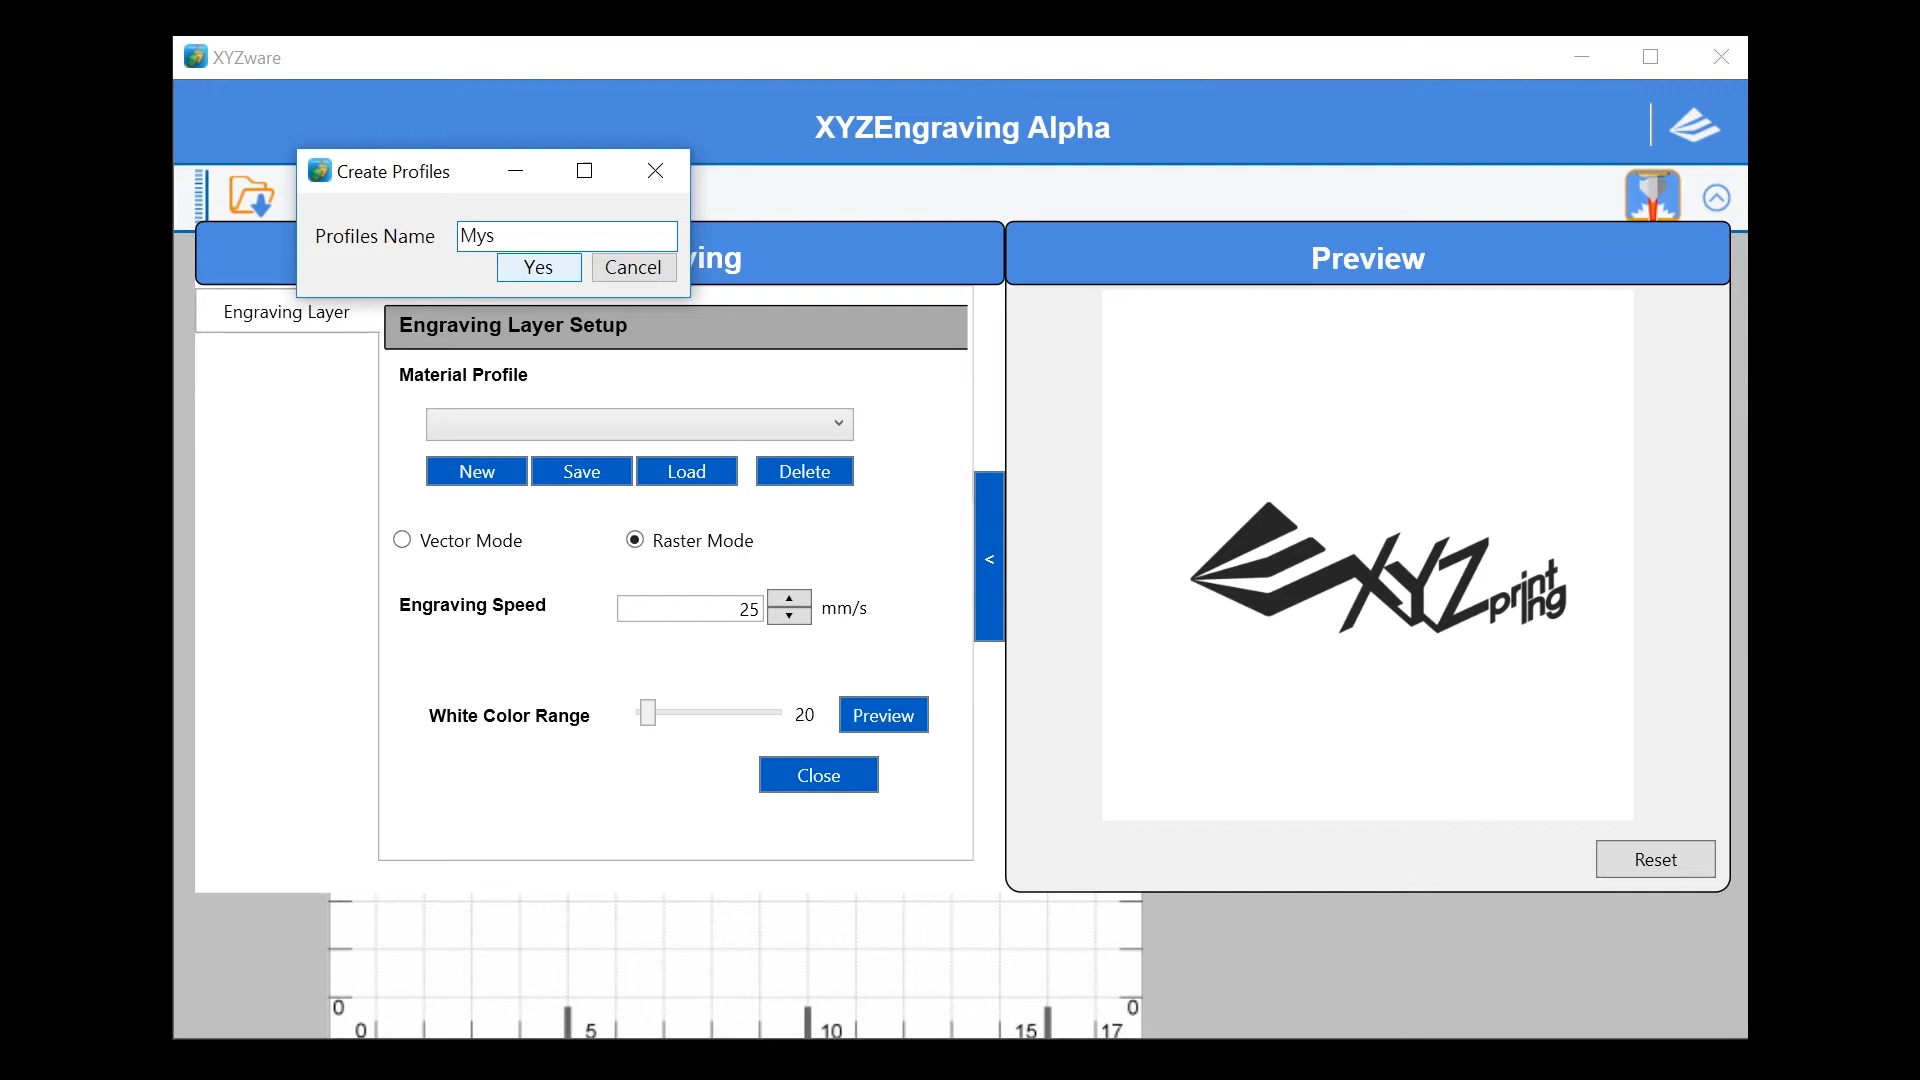 XYZware
XYZEngraving Alpha
Create Profiles
Profiles Name Mys
Yes Cancel
ving
Preview
Engraving Layer
Engraving Layer Setup
Material Profile
New Save Load Delete
Vector Mode Raster Mode
Engraving Speed 25 mm/s
<
White Color Range 20 Preview
Close
XYZprinting
Reset
0 0
0 5 10 15 17